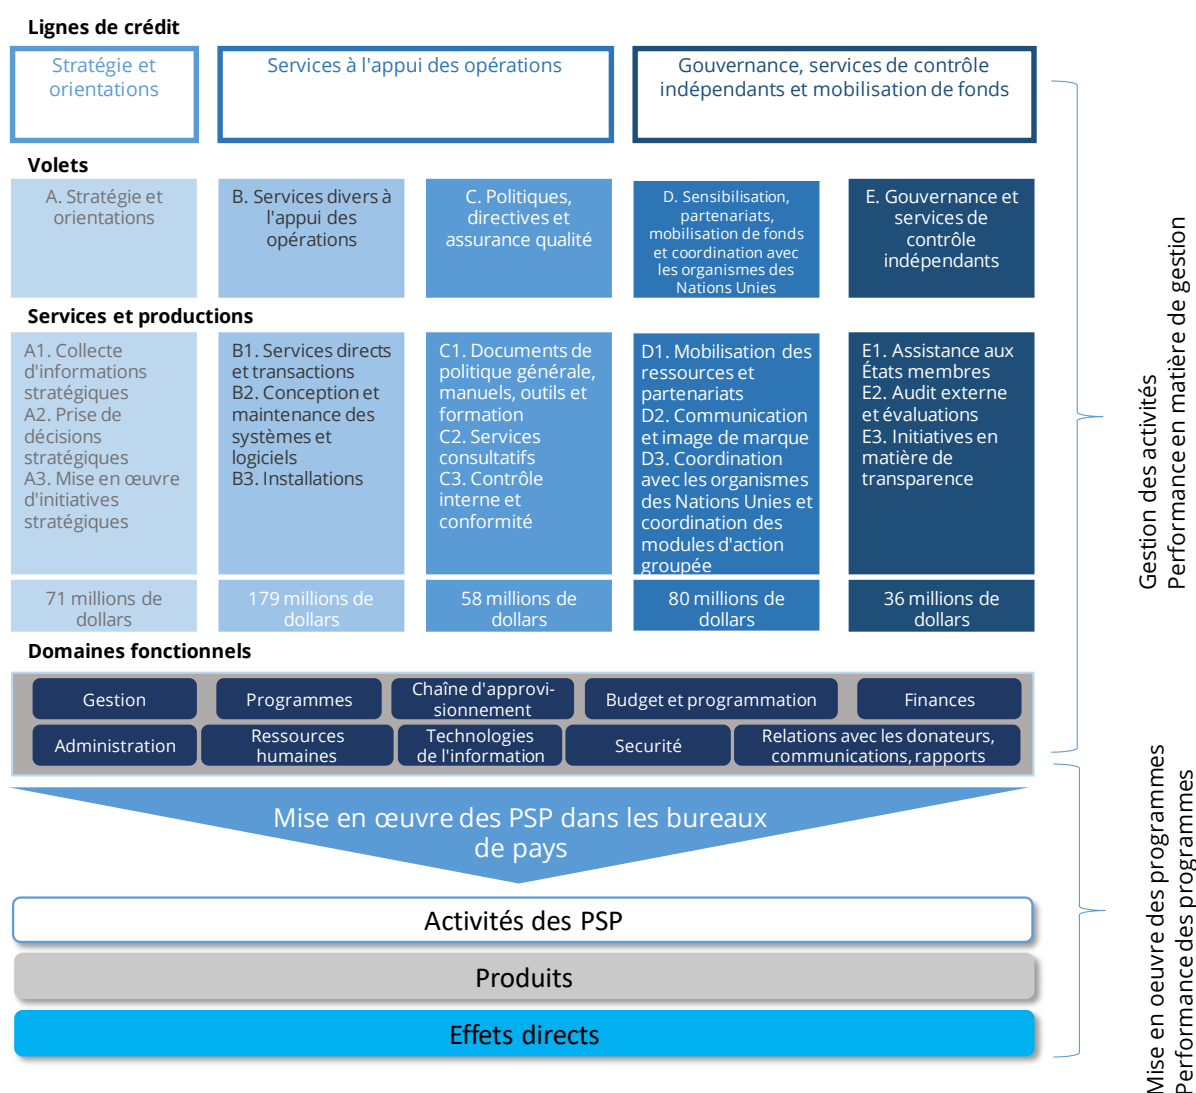 Lignes de crédit
Stratégie et
orientations
Services à l'appui des opérations
Gouvernance, services de contrôle
indépendants et mobilisation de fonds
Volets
A. Stratégie et
orientations
B. Services divers à
l'appui des
opérations
C. Politiques,
directives et
assurance qualité
D. Sensibilisation,
partenariats,
mobilisation de fonds
et coordination avec
les organismes des
Nations Unies
E. Gouvernance et
services de
contrôle
indépendants
Services et productions
A1. Collecte
d'informations
stratégiques
A2. Prise de
décisions
stratégiques
A3. Mise en œuvre
d'initiatives
stratégiques
B1. Services directs
et transactions
B2. Conception et
maintenance des
systèmes et
logiciels
B3. Installations
C1. Documents de
politique générale,
manuels, outils et
formation
C2. Services
consultatifs
C3. Contrôle
interne et
conformité
D1. Mobilisation des
ressources et
partenariats
D2. Communication
et image de marque
D3. Coordination
avec les organismes
des Nations Unies et
coordination des
modules d'action
groupée
E1. Assistance aux
États membres
E2. Audit externe
et évaluations
E3. Initiatives en
matière de
transparence
71 millions de
dollars
179 millions de
dollars
58 millions de
dollars
80 millions de
dollars
36 millions de
dollars
Domaines fonctionnels
Gestion
Programmes
Chaîne d'approvi-
sionnement
Budget et programmation
Finances
Administration
Ressources
humaines
Technologies
de l'information
Securité
Relations avec les donateurs,
communications, rapports
Mise en œuvre des PSP dans les bureaux
de pays
Activités des PSP
Produits
Effets directs
Gestion des activités
Performance en matière de gestion
Mise en oeuvre des programmes
Performance des programmes